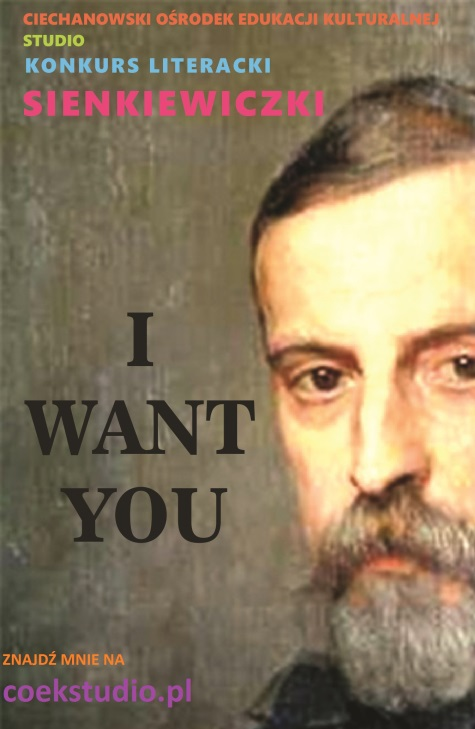 CIECHANOWSKI OŚRODEK EDUKACJI KULTURALNEJ
STUDIO
KONKURS LITERACKI
SIENKIEWICZKI
I
WANT
YOU
ZNAJDŹ MNIE NA
coekstudio.pl